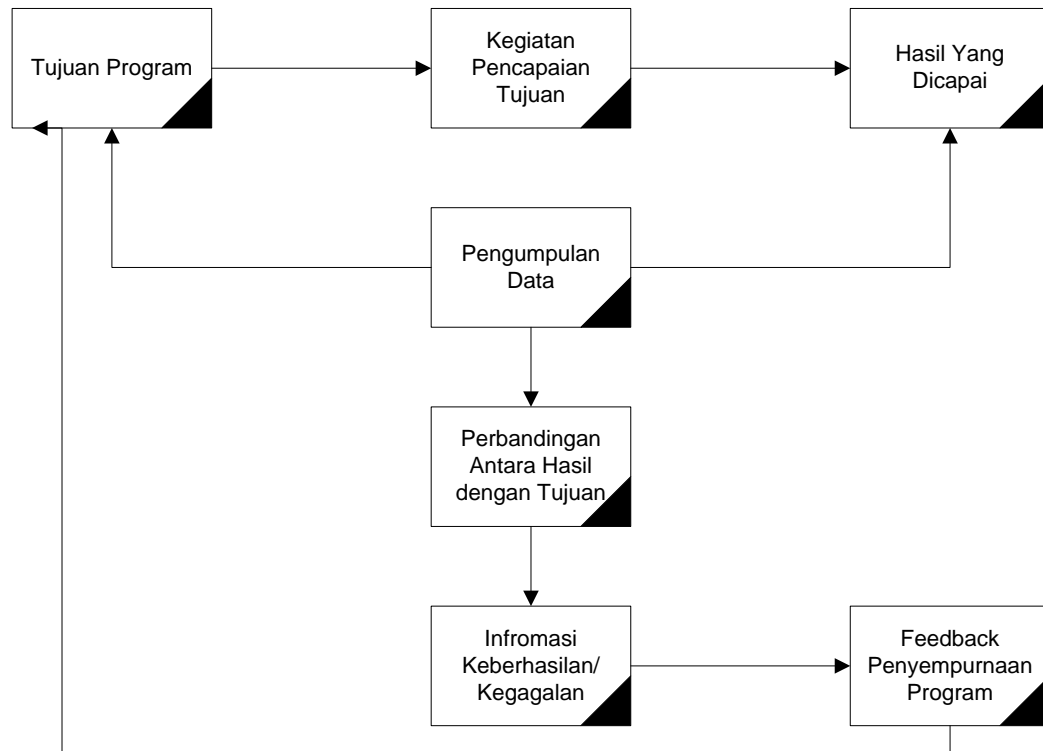 Tujuan Program
Kegiatan
Pencapaian
Tujuan
Hasil Yang
Dicapai
Pengumpulan
Data
Perbandingan
Antara Hasil
dengan Tujuan
Infromasi
Keberhasilan/
Kegagalan
Feedback
Penyempurnaan
Program